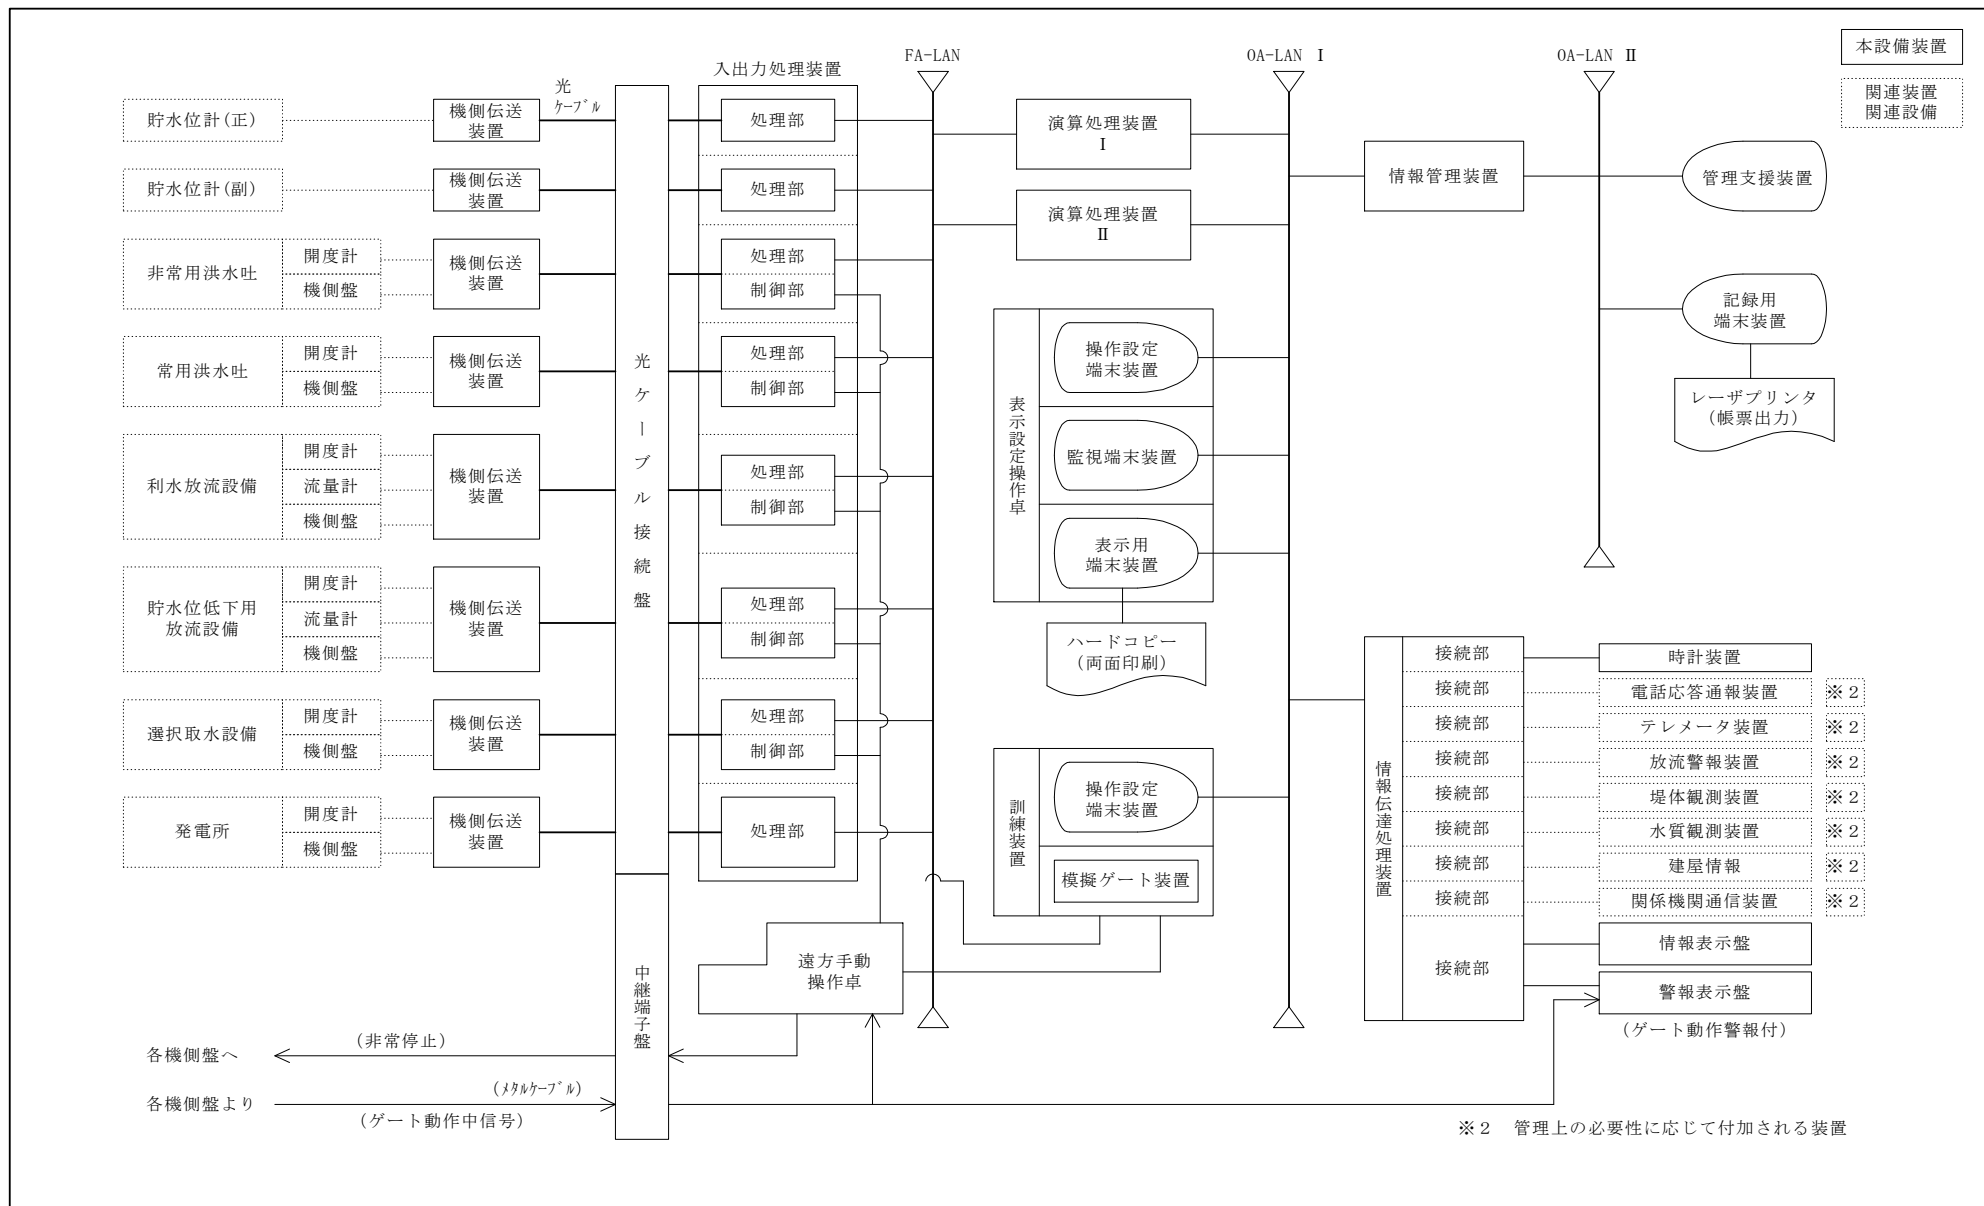 本設備装置
関連装置
関連設備
FA-LAN
OA-LAN Ⅰ
OA-LAN Ⅱ
入出力処理装置
光
ケーブル
貯水位計(正)
機側伝送
装置
処理部
貯水位計(副)
機側伝送
装置
処理部
非常用洪水吐
開度計
機側盤
機側伝送
装置
処理部
制御部
常用洪水吐
開度計
機側盤
機側伝送
装置
処理部
制御部
利水放流設備
開度計
流量計
機側盤
機側伝送
装置
処理部
制御部
貯水位低下用
放流設備
開度計
流量計
機側盤
機側伝送
装置
処理部
制御部
選択取水設備
開度計
機側盤
機側伝送
装置
処理部
制御部
発電所
開度計
機側盤
機側伝送
装置
処理部
光ケーブル接続盤
中継端子盤
演算処理装置
Ⅰ
演算処理装置
Ⅱ
表示設定操作卓
操作設定
端末装置
監視端末装置
表示用
端末装置
ハードコピー
(両面印刷)
訓練装置
操作設定
端末装置
模擬ゲート装置
遠方手動
操作卓
情報管理装置
管理支援装置
記録用
端末装置
レーザプリンタ
(帳票出力)
情報伝達処理装置
接続部
時計装置
接続部
電話応答通報装置
※2
接続部
テレメータ装置
※2
接続部
放流警報装置
※2
接続部
堤体観測装置
※2
接続部
水質観測装置
※2
接続部
建屋情報
※2
接続部
関係機関通信装置
※2
接続部
情報表示盤
警報表示盤
(ゲート動作警報付)
各機側盤へ
(非常停止)
各機側盤より
(メタルケーブル)
(ゲート動作中信号)
※2 管理上の必要性に応じて付加される装置